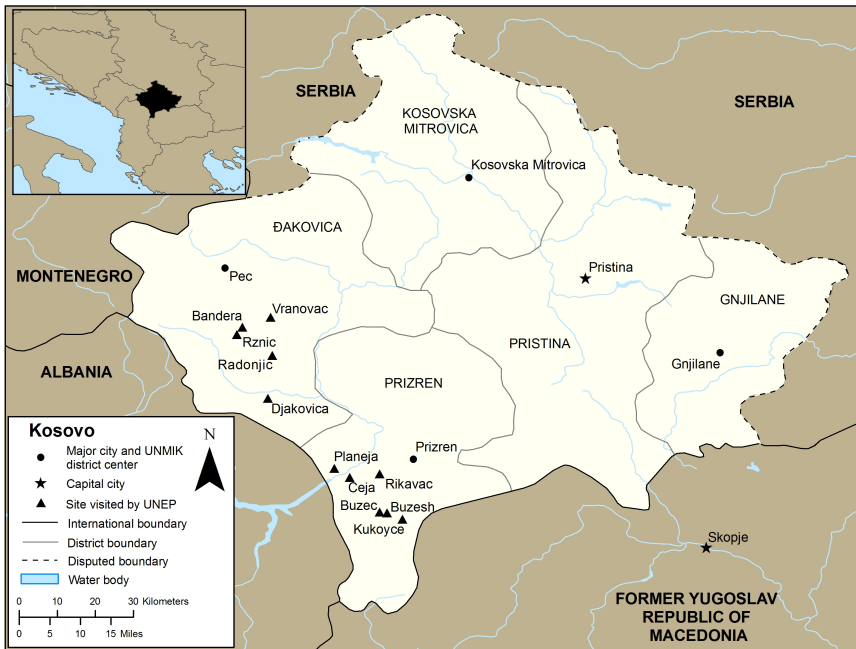 SERBIA
SERBIA
KOSOVSKA
MITROVICA
Kosovska Mitrovica
ĐAKOVICA
MONTENEGRO
Pec
Pristina
GNJILANE
Bandera
Vranovac
Rznic
Radonjic
PRISTINA
Gnjilane
ALBANIA
PRIZREN
Djakovica
Kosovo
N
Major city and UNMIK
district center
Capital city
Site visited by UNEP
International boundary
District boundary
Disputed boundary
Water body
0 10 20 30 Kilometers
0 5 10 15 Miles
Planeja
Prizren
Ceja
Rikavac
Buzec
Buzesh
Kukoyce
Skopje
FORMER YUGOSLAV
REPUBLIC OF
MACEDONIA